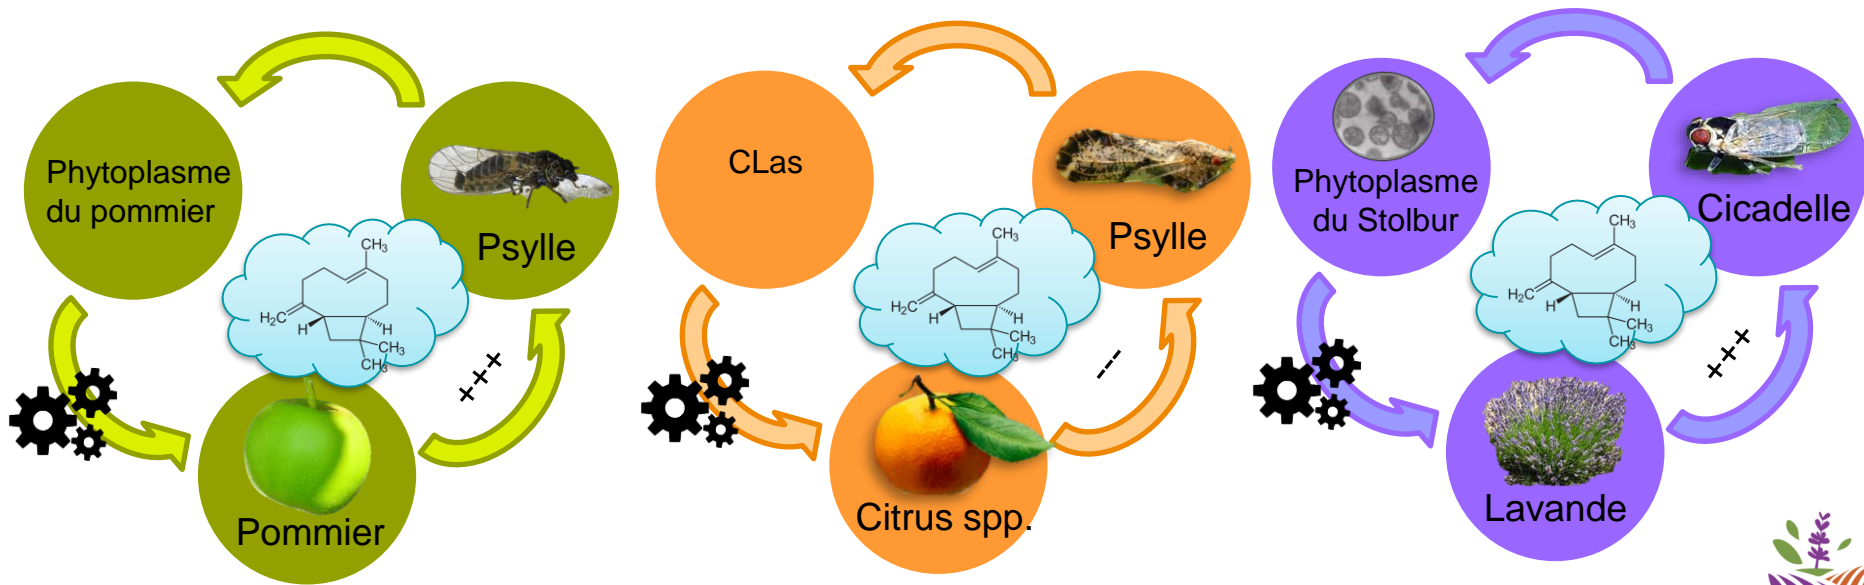 Phytoplasme
du pommier
Psylle
CH₃
H₂C
H
H
CH₃
CH₃
+++
Pommier
CLas
Psylle
CH₃
H₂C
H
H
CH₃
CH₃
---
Citrus spp.
Phytoplasme
du Stolbur
Cicadelle
CH₃
H₂C
H
H
CH₃
CH₃
+++
Lavande